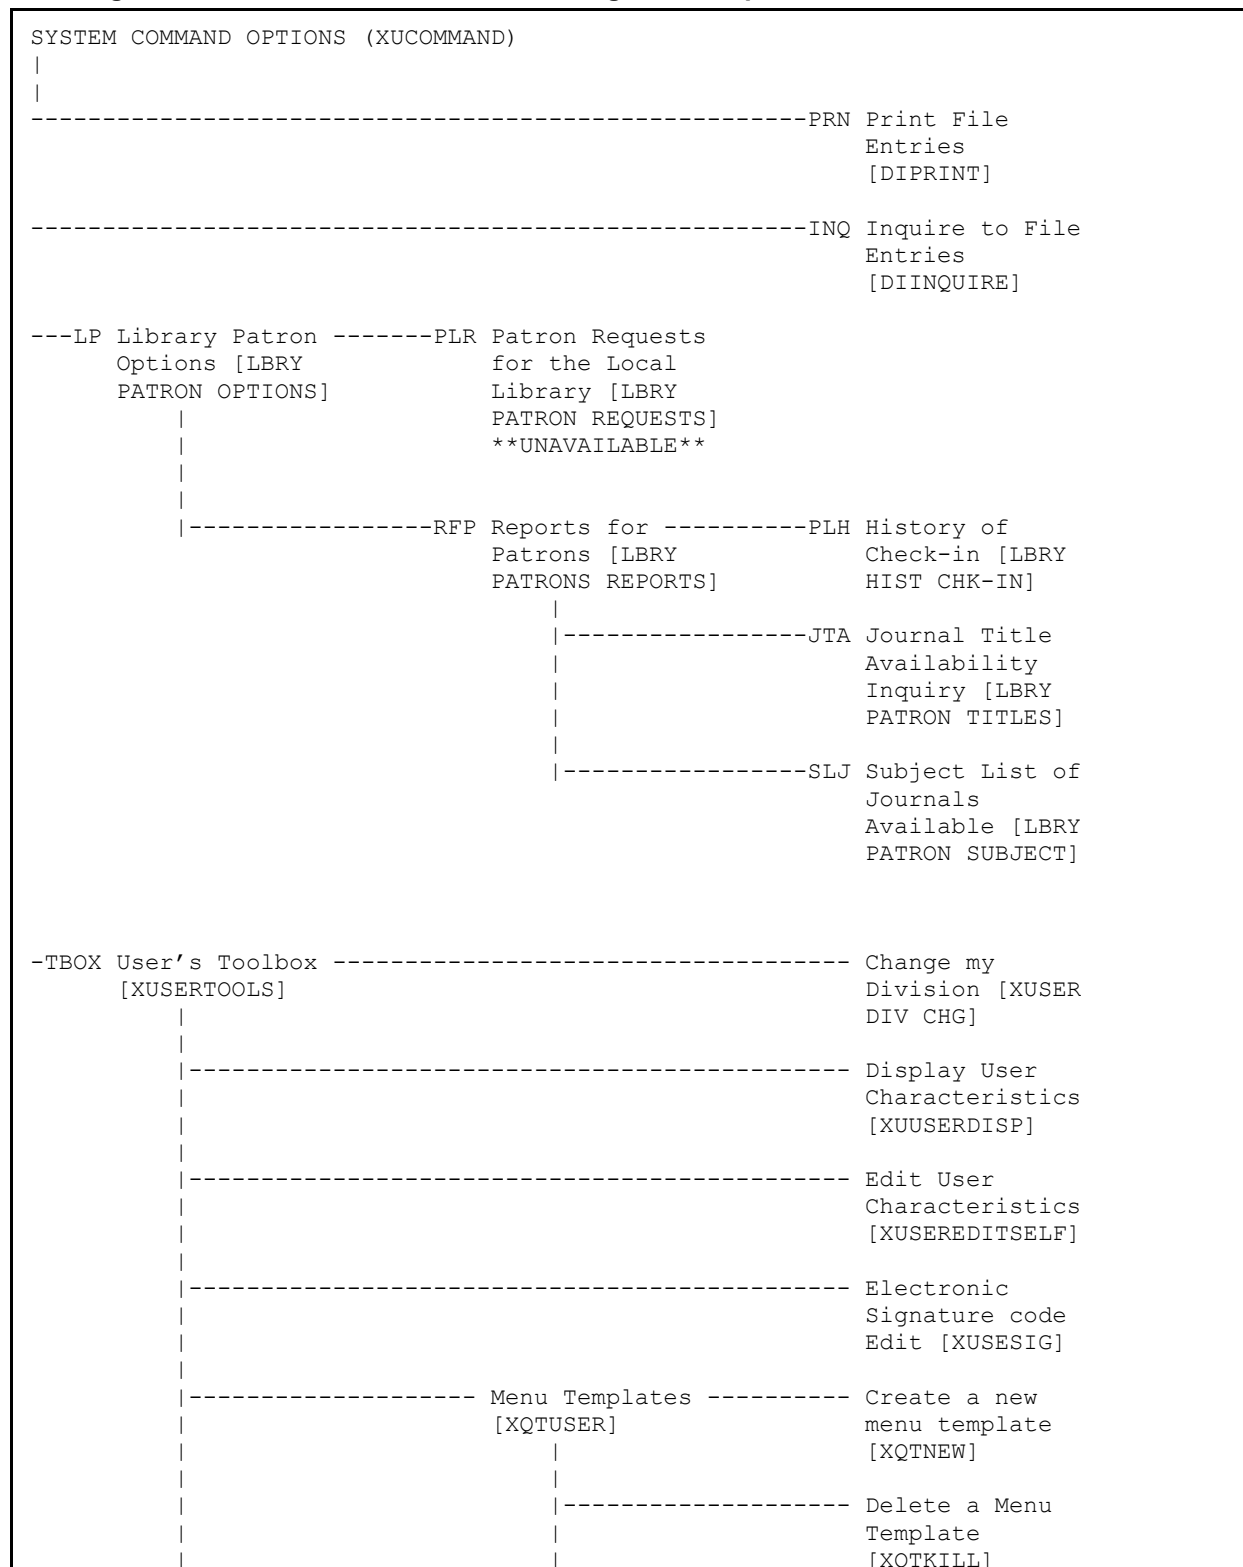 SYSTEM COMMAND OPTIONS (XUCOMMAND)
|
|
------------------------------------------------------PRN Print File
                                                          Entries
                                                          [DIPRINT]

------------------------------------------------------INQ Inquire to File
                                                          Entries
                                                          [DIINQUIRE]

---LP Library Patron -------PLR Patron Requests
      Options [LBRY             for the Local
      PATRON OPTIONS]           Library [LBRY
          |                     PATRON REQUESTS]
          |                     **UNAVAILABLE**
          |
          |
          |-----------------RFP Reports for ----------PLH History of
                                Patrons [LBRY             Check-in [LBRY
                                PATRONS REPORTS]          HIST CHK-IN]
                                    |
                                    |-----------------JTA Journal Title
                                    |                     Availability
                                    |                     Inquiry [LBRY
                                    |                     PATRON TITLES]
                                    |
                                    |-----------------SLJ Subject List of
                                                          Journals
                                                          Available [LBRY
                                                          PATRON SUBJECT]

-TBOX User’s Toolbox ------------------------------------ Change my
      [XUSERTOOLS]                                        Division [XUSER
          |                                               DIV CHG]
          |
          |---------------------------------------------- Display User
          |                                               Characteristics
          |                                               [XUUSERDISP]
          |
          |---------------------------------------------- Edit User
          |                                               Characteristics
          |                                               [XUSEREDITSELF]
          |
          |---------------------------------------------- Electronic
          |                                               Signature code
          |                                               Edit [XUSESIG]
          |
          |-------------------- Menu Templates ---------- Create a new
          |                     [XQTUSER]                 menu template
          |                         |                     [XQTNEW]
          |                         |
          |                         |-------------------- Delete a Menu
          |                         |                     Template
          |                         |                     [XQTKILL]